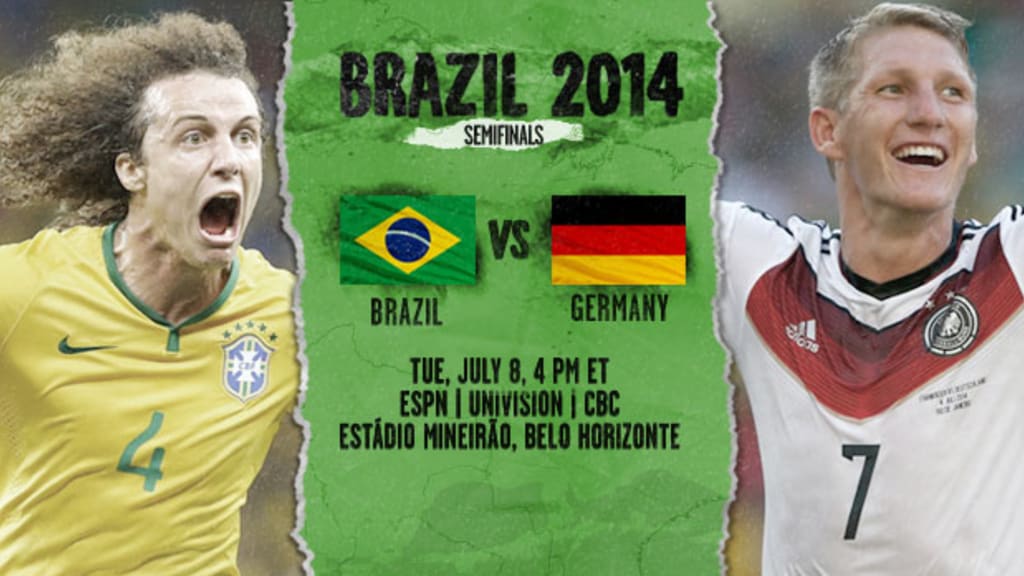 BRAZIL 2014
SEMIFINALS
VS
BRAZIL
GERMANY
TUE, JULY 8, 4 PM ET
ESPN | UNIVISION | CBC
ESTÁDIO MINEIRÃO, BELO HORIZONTE
CBF
4
adidas
7